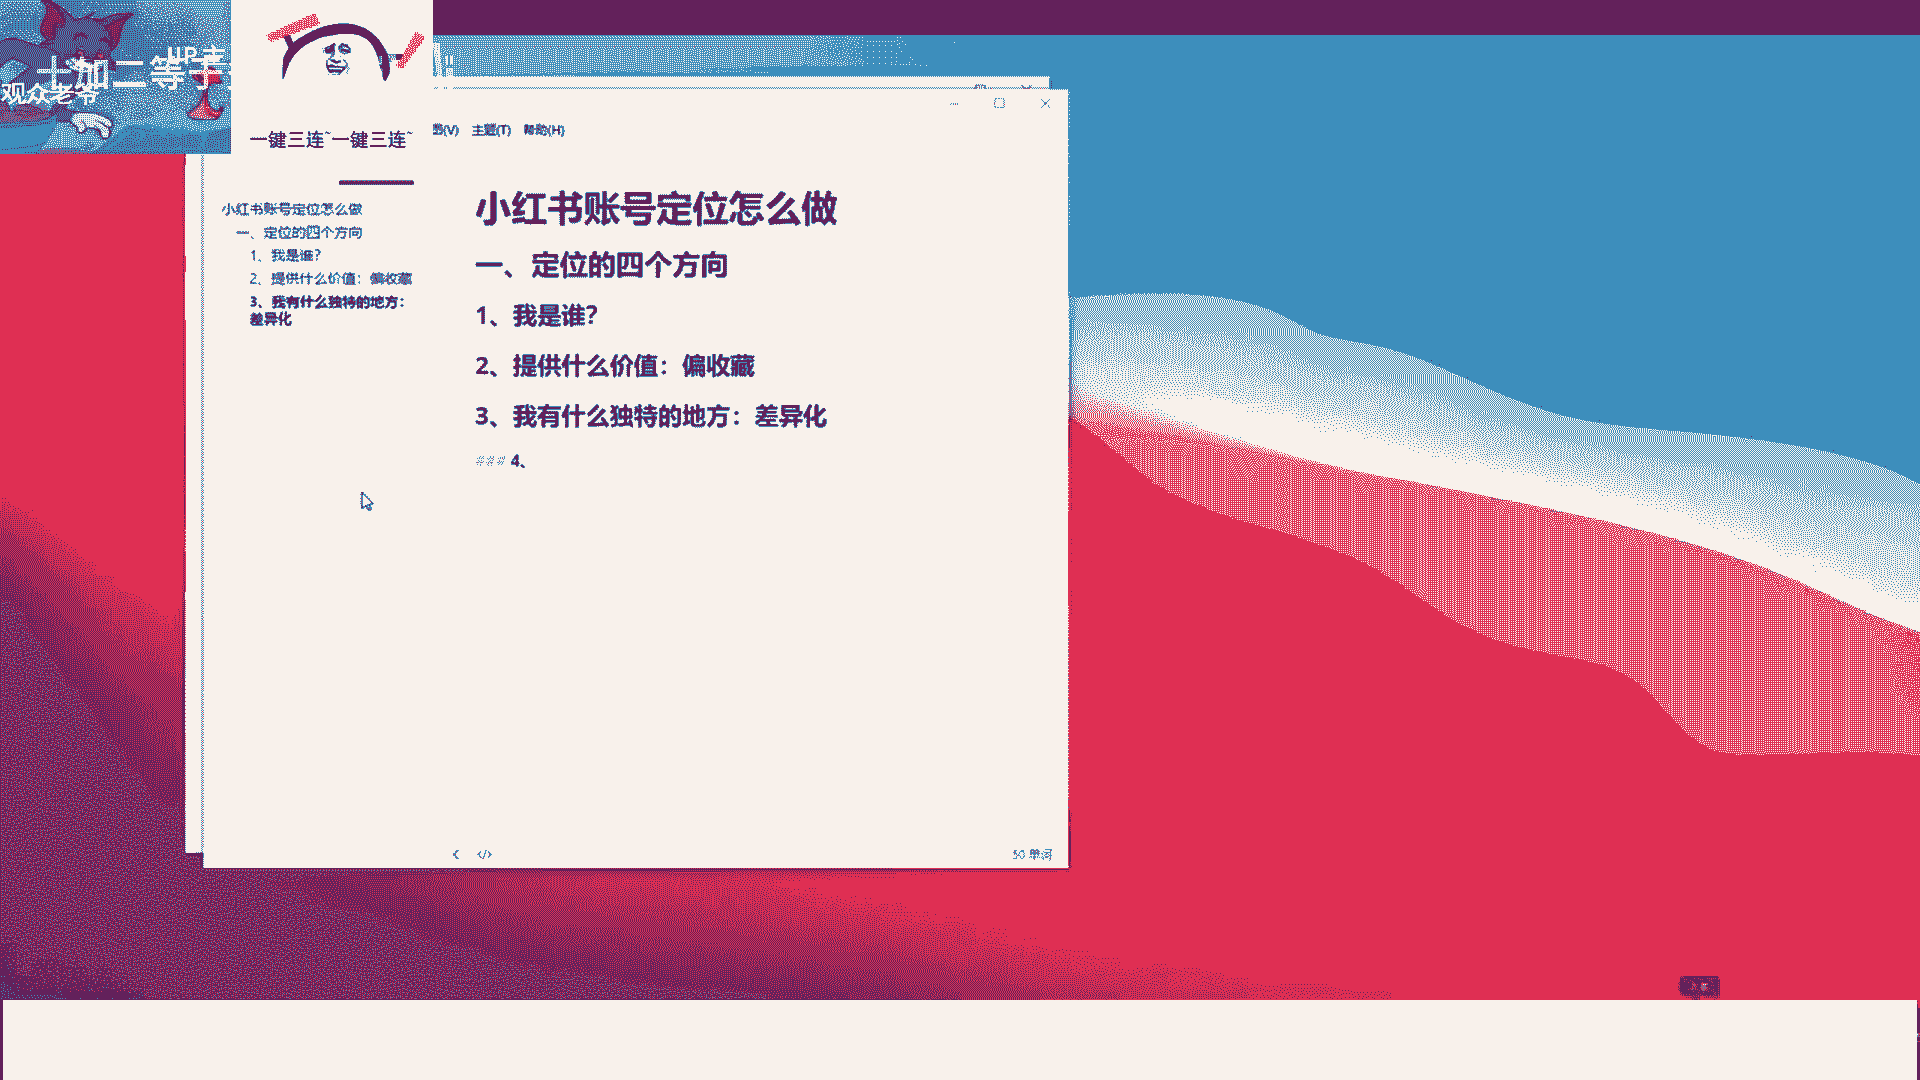 UP主
十加二等于
观众老爷
一键三连~一键三连~
主题(T) 帮助(H)
小红书账号定位怎么做
一、定位的四个方向
1、我是谁？
2、提供什么价值：偏收藏
3、我有什么独特的地方：
差异化
小红书账号定位怎么做
一、定位的四个方向
1、我是谁？
2、提供什么价值：偏收藏
3、我有什么独特的地方：差异化
### 4、
50 单词